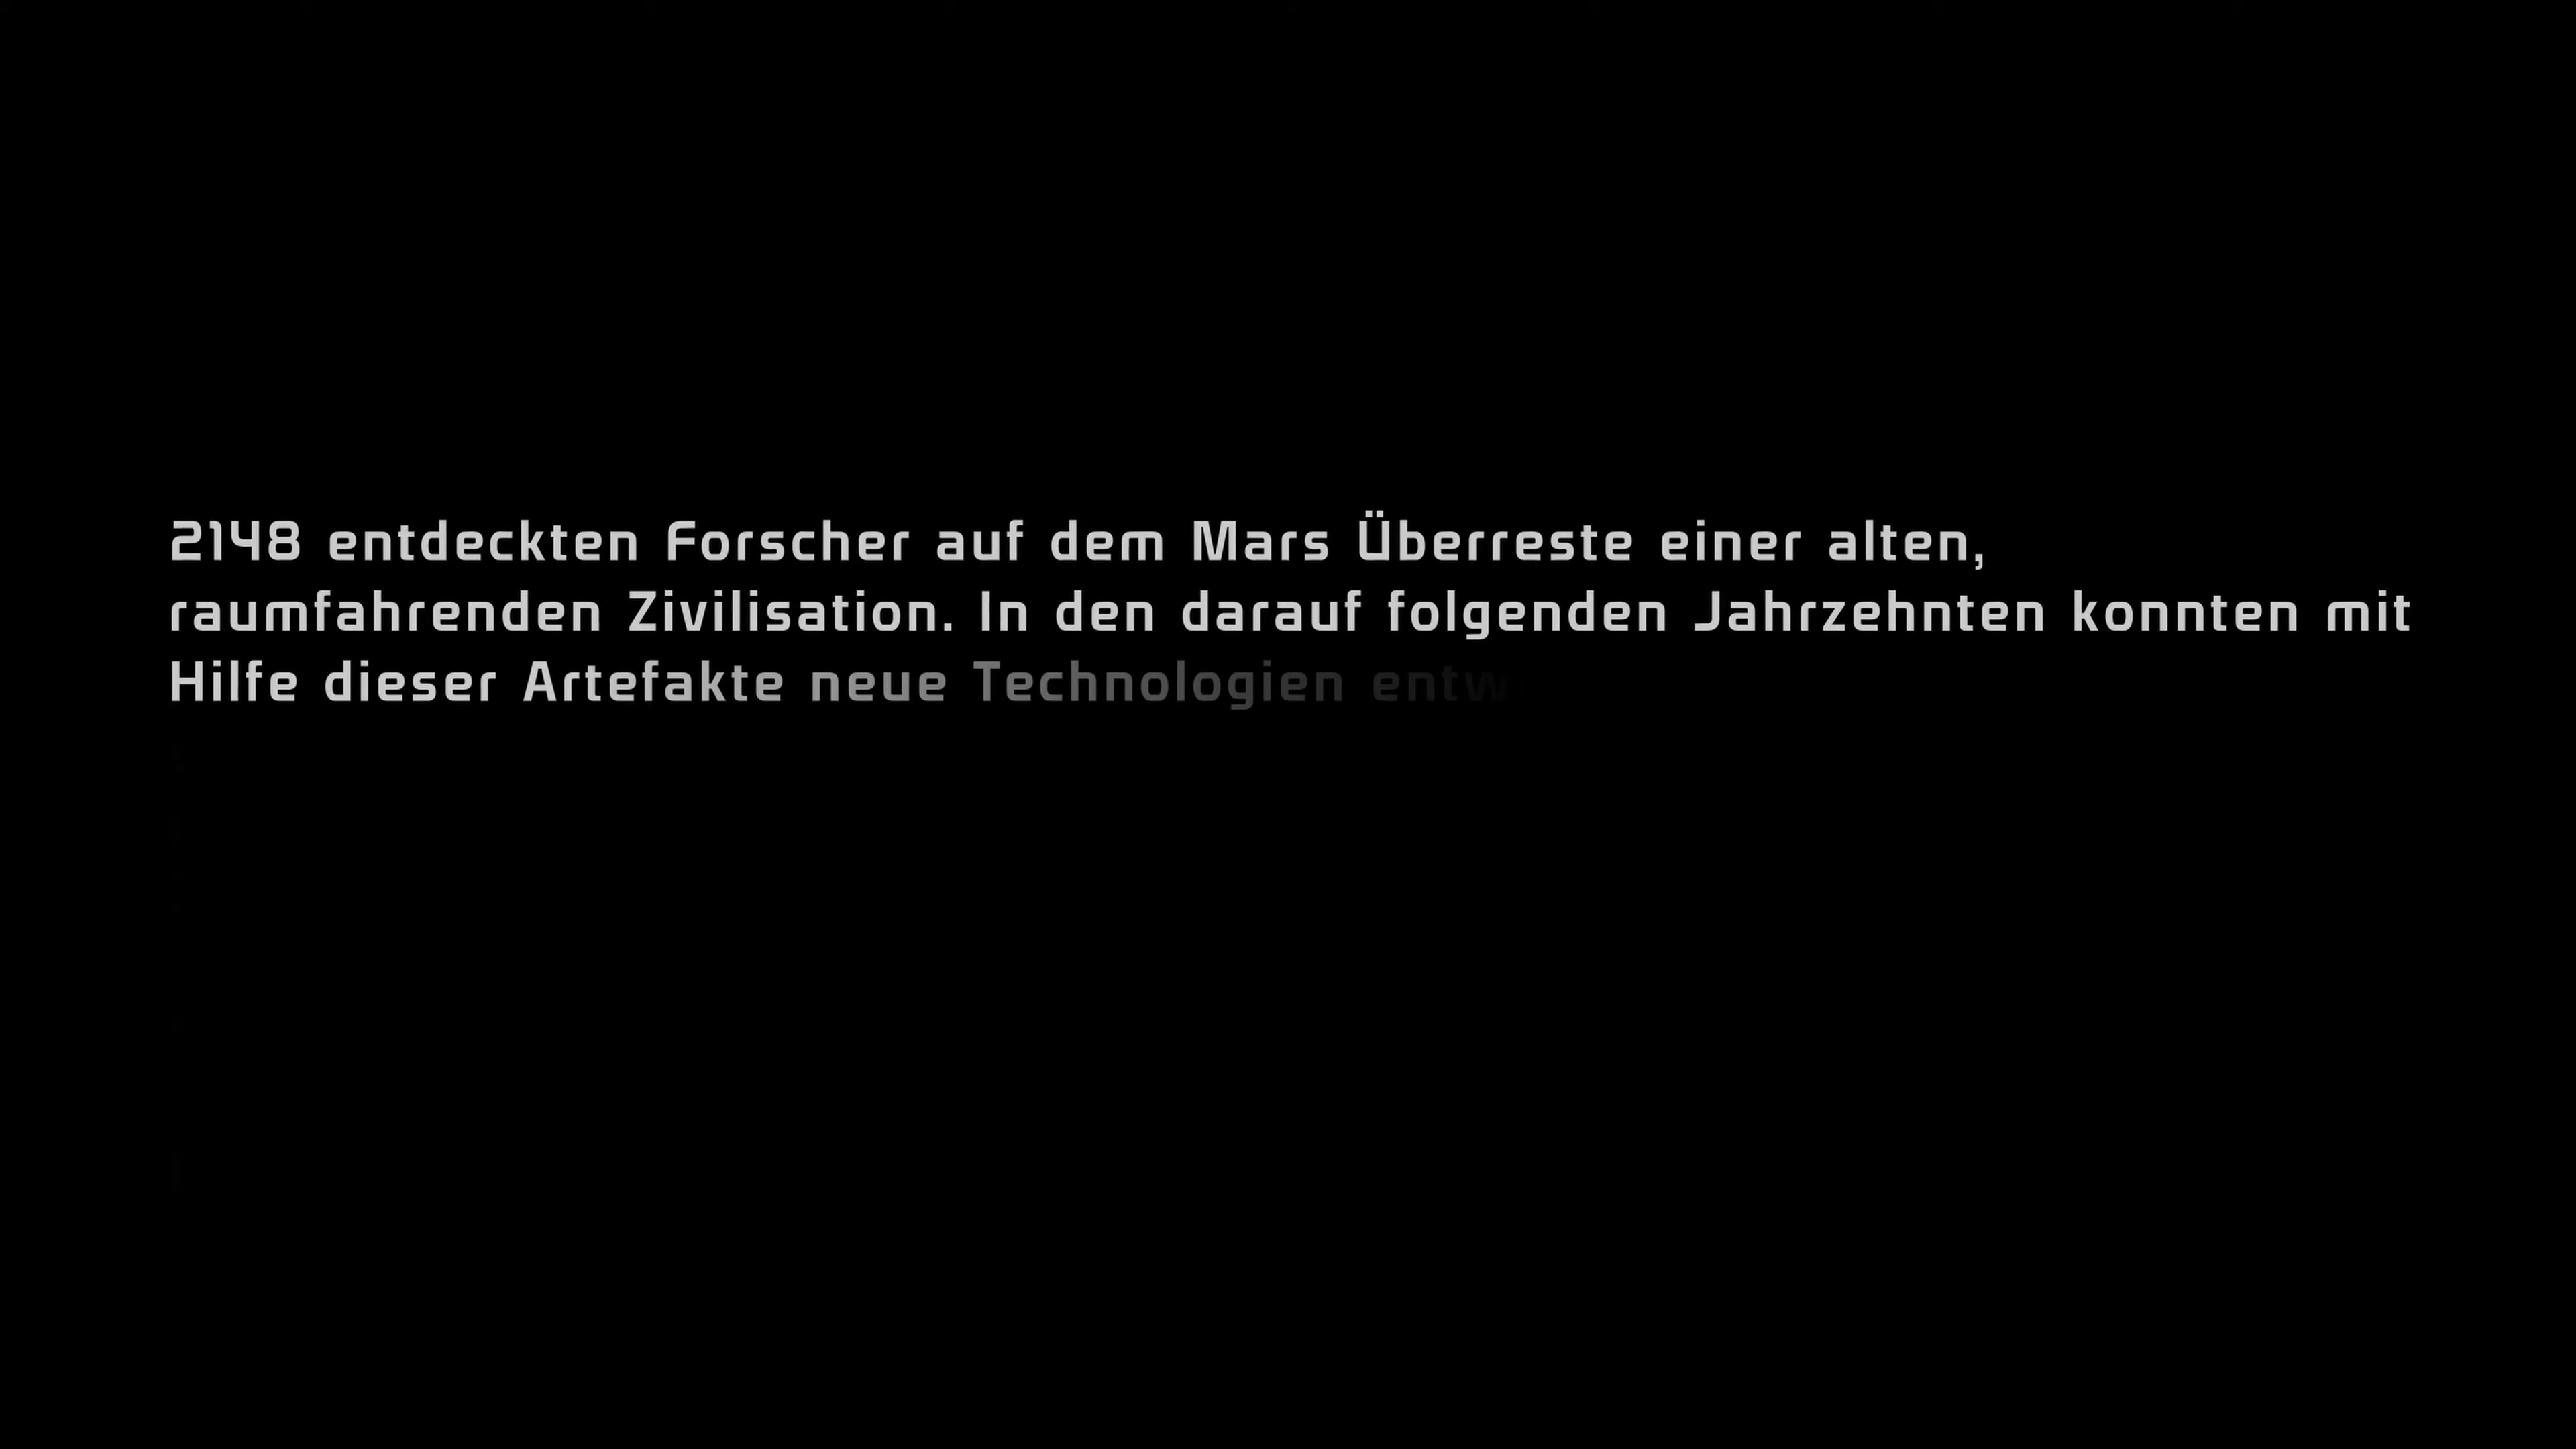 2148 entdeckten Forscher auf dem Mars Überreste einer alten,
raumfahrenden Zivilisation. In den darauf folgenden Jahrzehnten konnten mit
Hilfe dieser Artefakte neue Technologien entw